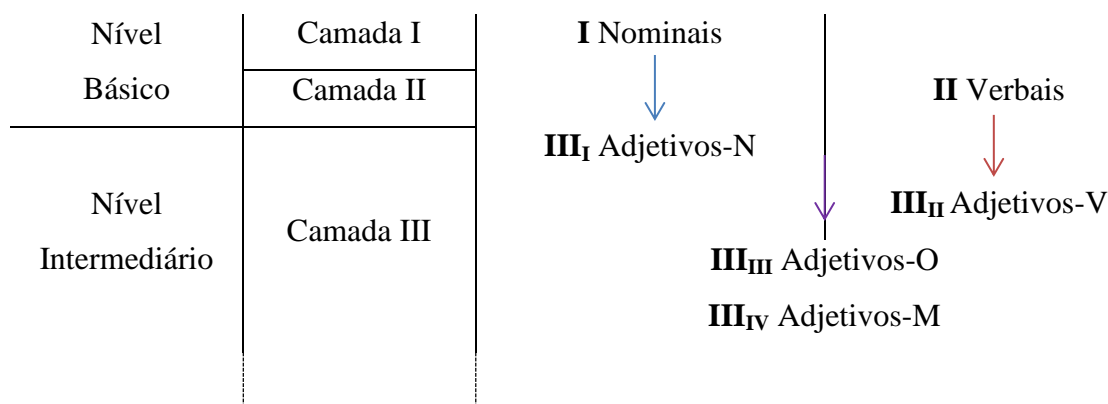 Nível
Básico
Camada I
Camada II
I Nominais
II Verbais
III_I Adjetivos-N
Nível
Intermediário
Camada III
III_II Adjetivos-V
III_III Adjetivos-O
III_IV Adjetivos-M